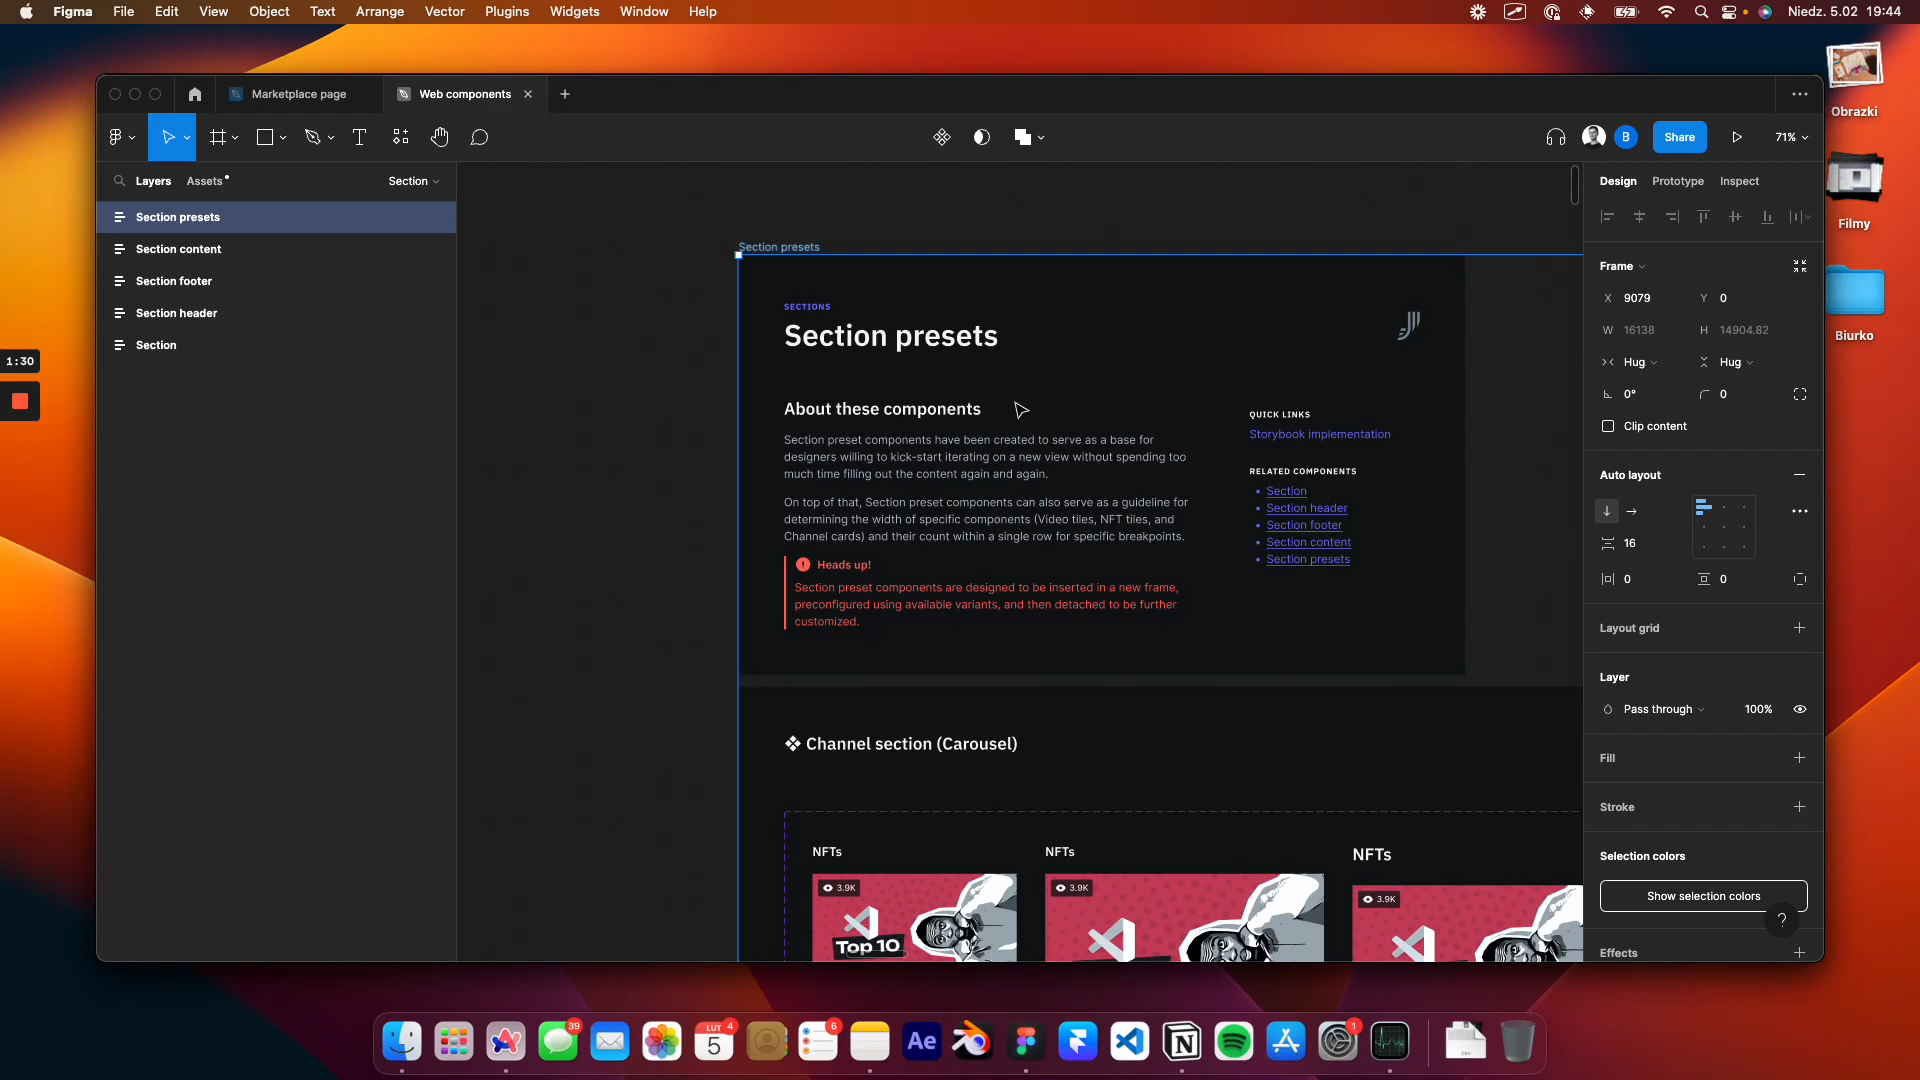 Figma File Edit View Object Text Arrange Vector Plugins Widgets Window Help
Niedz. 5.02 19:44
Marketplace page
Web components
B
Share
71%
Layers Assets Section
Section presets
Section content
Section footer
Section header
Section
1:30
Section presets
SECTIONS
Section presets
About these components
Section preset components have been created to serve as a base for
designers willing to kick-start iterating on a new view without spending too
much time filling out the content again and again.
On top of that, Section preset components can also serve as a guideline for
determining the width of specific components (Video tiles, NFT tiles, and
Channel cards) and their count within a single row for specific breakpoints.
Heads up!
Section preset components are designed to be inserted in a new frame,
preconfigured using available variants, and then detached to be further
customized.
QUICK LINKS
Storybook implementation
RELATED COMPONENTS
• Section
• Section header
• Section footer
• Section content
• Section presets
Channel section (Carousel)
NFTs
3.9K
Top 10
NFTs
3.9K
NFTs
3.9K
Design Prototype Inspect
Frame
X 9079 Y 0
W 16138 H 14904.82
Hug Hug
0° 0
Clip content
Auto layout
16
0 0
Layout grid
Layer
Pass through 100%
Fill
Stroke
Selection colors
Show selection colors
?
Effects
Obrazki
Filmy
Biurko
39
LUT 4
5
6
Ae
1